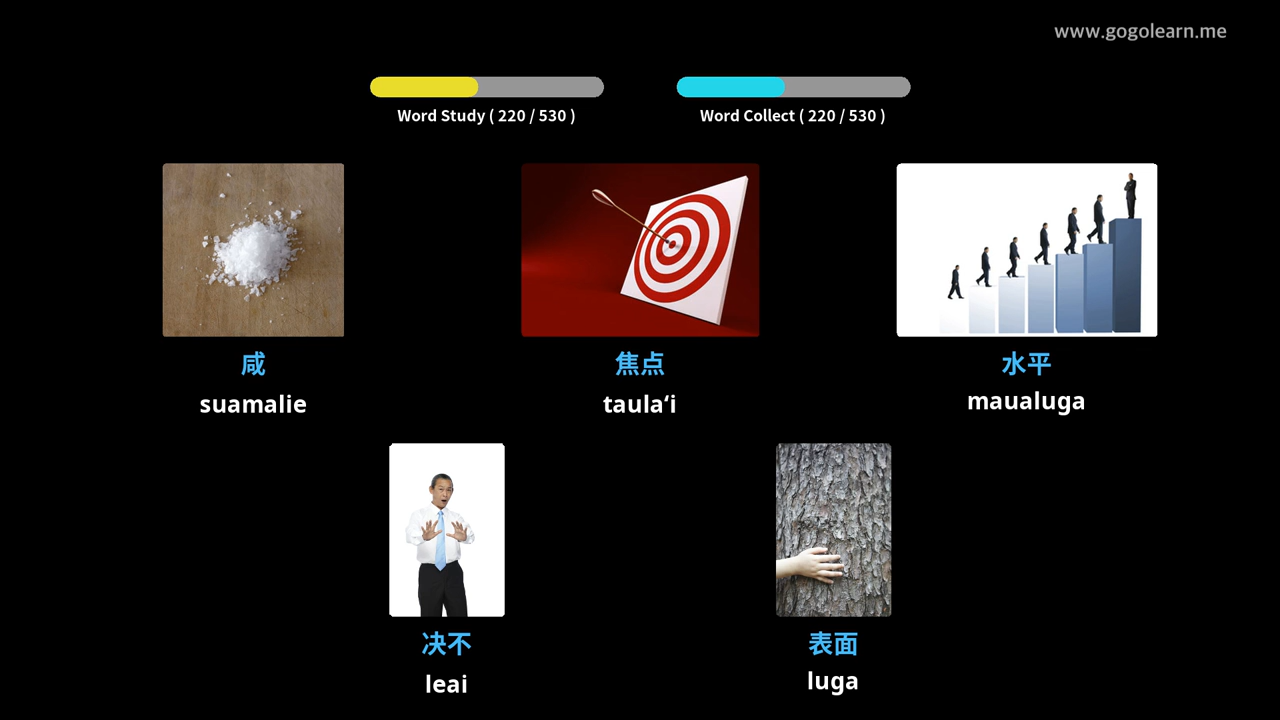 www.gogolearn.me
Word Study ( 220 / 530 )
Word Collect ( 220 / 530 )
咸
suamalie
焦点
taulaʻi
水平
maualuga
决不
leai
表面
luga